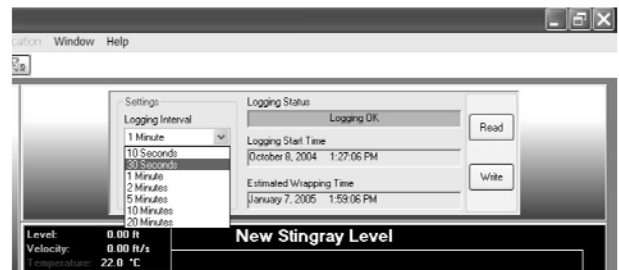 Window Help
Settings
Logging Interval
1 Minute
10 Seconds
30 Seconds
1 Minute
2 Minutes
5 Minutes
10 Minutes
20 Minutes
Logging Status
Logging OK
Logging Start Time
October 8, 2004 1:27:06 PM
Estimated Wrapping Time
January 7, 2005 1:59:06 PM
Read
Write
Level: 0.00 ft
Velocity: 0.00 ft/s
Temperature: 22.0 °C
New Stingray Level